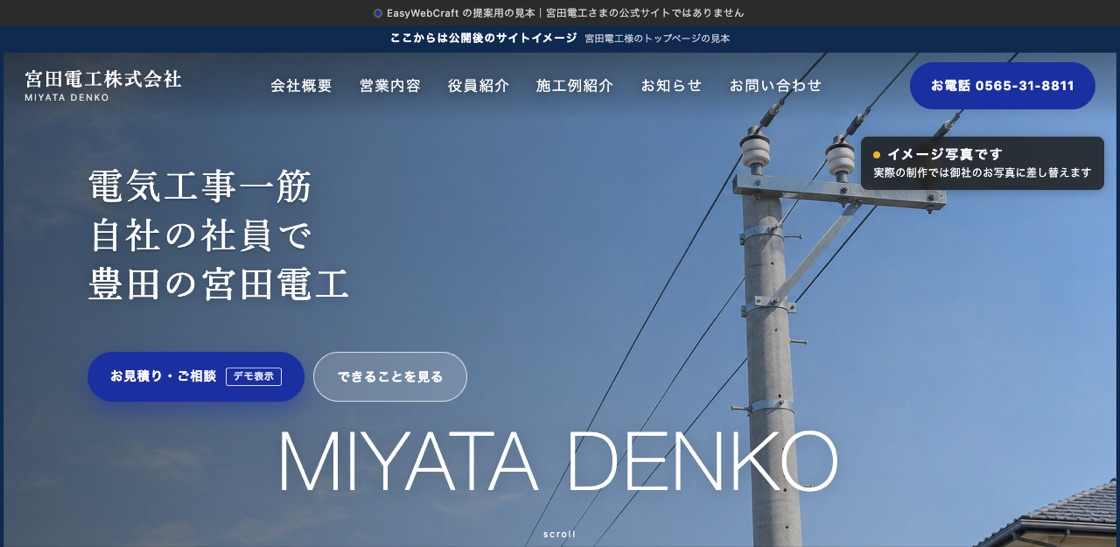 EasyWebCraft の提案用の見本｜宮田電工さまの公式サイトではありません
ここからは公開後のサイトイメージ 宮田電工様のトップページの見本
宮田電工株式会社
MIYATA DENKO
会社概要 営業内容 役員紹介 施工例紹介 お知らせ お問い合わせ
お電話 0565-31-8811
イメージ写真です
実際の制作では御社のお写真に差し替えます
電気工事一筋
自社の社員で
豊田の宮田電工
お見積り・ご相談 デモ表示
できることを見る
MIYATA DENKO
scroll